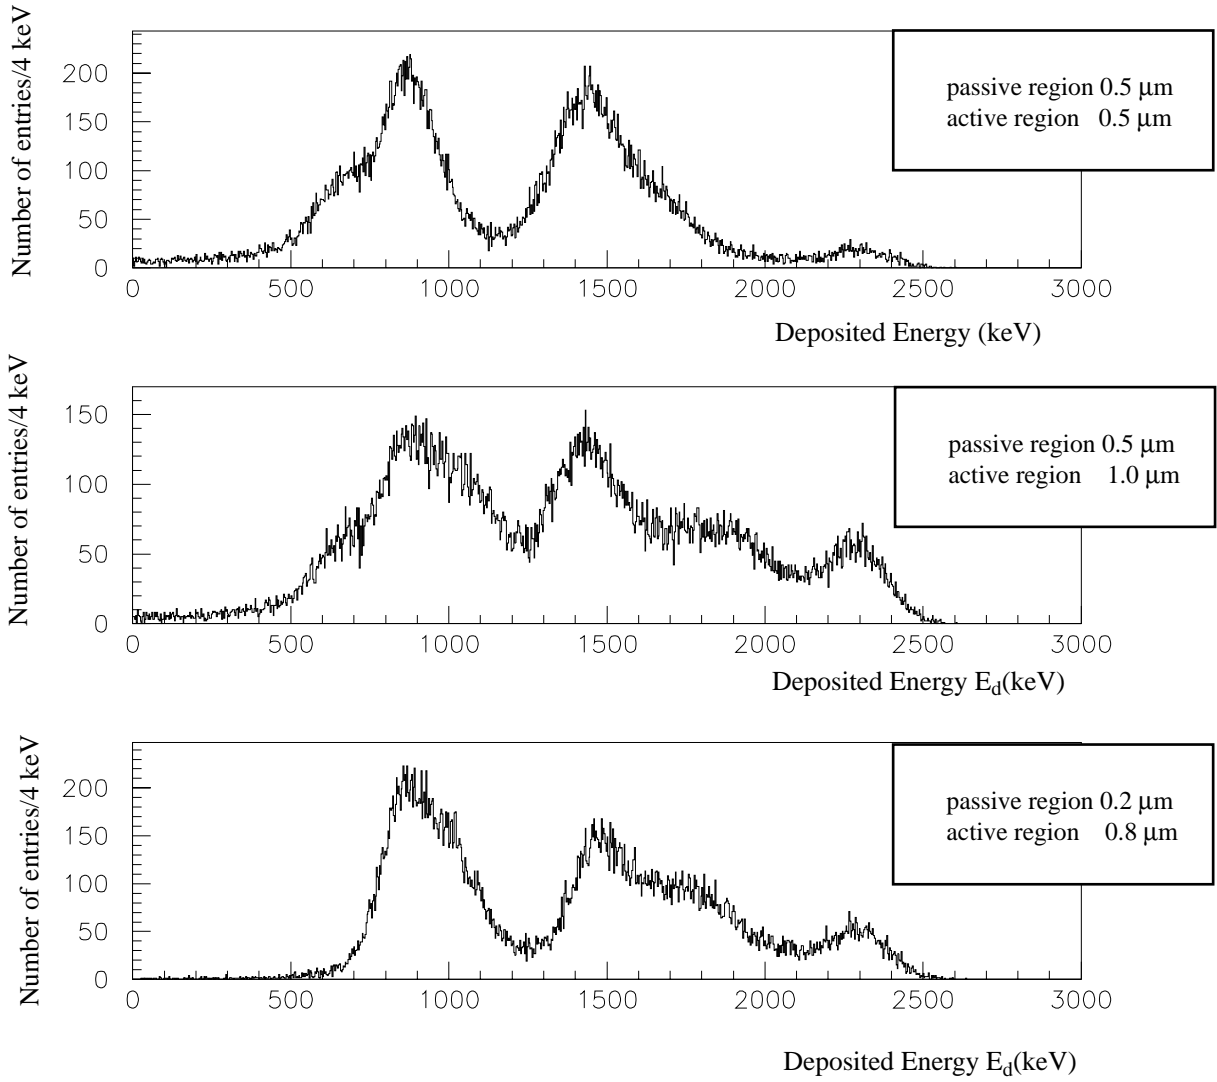 Number of entries/4 keV
200
150
100
50
0
passive region 0.5 µm
active region 0.5 µm
0 500 1000 1500 2000 2500 3000
Deposited Energy (keV)
Number of entries/4 keV
150
100
50
0
passive region 0.5 µm
active region 1.0 µm
0 500 1000 1500 2000 2500 3000
Deposited Energy E_d(keV)
Number of entries/4 keV
200
150
100
50
0
passive region 0.2 µm
active region 0.8 µm
0 500 1000 1500 2000 2500 3000
Deposited Energy E_d(keV)